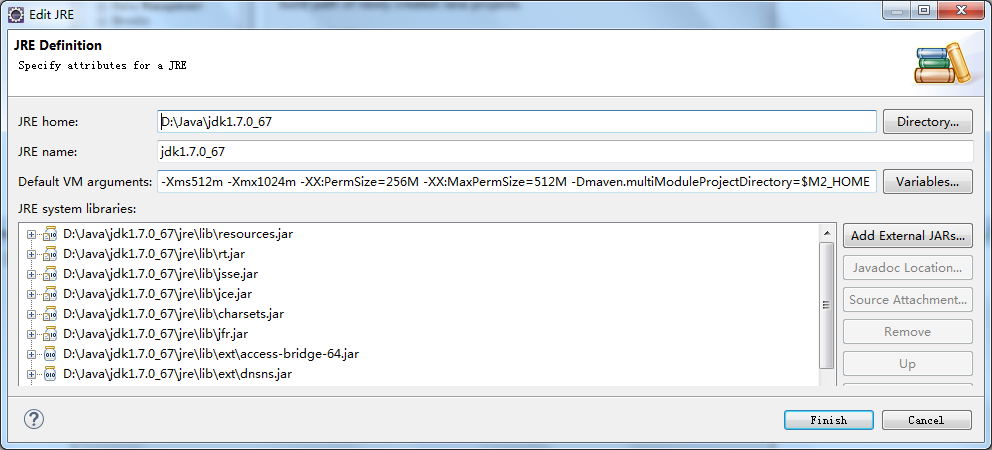 Edit JRE
JRE Definition
Specify attributes for a JRE
JRE home: D:\Java\jdk1.7.0_67 Directory...
JRE name: jdk1.7.0_67
Default VM arguments: -Xms512m -Xmx1024m -XX:PermSize=256M -XX:MaxPermSize=512M -Dmaven.multiModuleProjectDirectory=$M2_HOME Variables...
JRE system libraries:
D:\Java\jdk1.7.0_67\jre\lib\resources.jar
D:\Java\jdk1.7.0_67\jre\lib\rt.jar
D:\Java\jdk1.7.0_67\jre\lib\jsse.jar
D:\Java\jdk1.7.0_67\jre\lib\jce.jar
D:\Java\jdk1.7.0_67\jre\lib\charsets.jar
D:\Java\jdk1.7.0_67\jre\lib\jfr.jar
D:\Java\jdk1.7.0_67\jre\lib\ext\access-bridge-64.jar
D:\Java\jdk1.7.0_67\jre\lib\ext\dnsns.jar
Add External JARs...
Javadoc Location...
Source Attachment...
Remove
Up
Finish Cancel